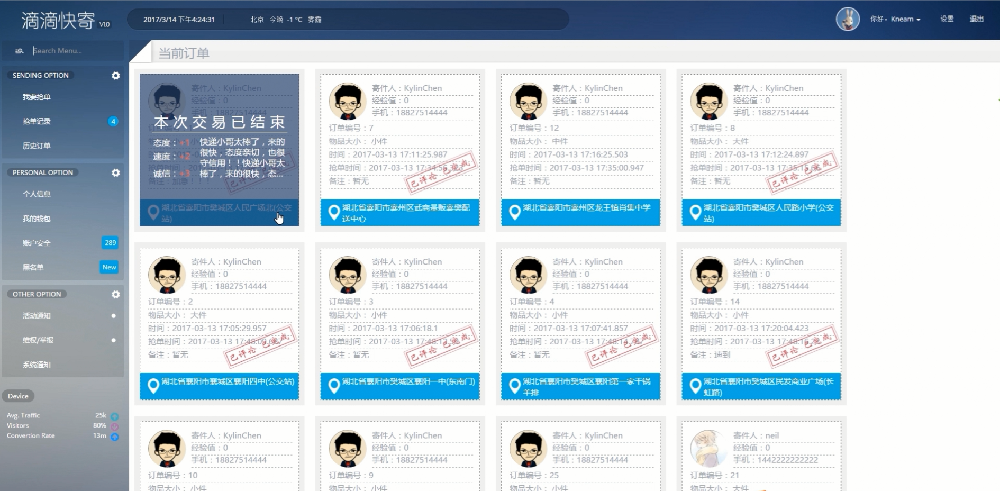 滴滴快寄 V1.0
2017/3/14 下午4:24:31 北京 今晚 -1 ℃ 雾霾
你好，Kneam 设置 退出
Search Menu...
SENDING OPTION
我要抢单
抢单记录 4
历史订单
PERSONAL OPTION
个人信息
我的钱包
账户安全 289
黑名单 New
OTHER OPTION
活动通知
维权/举报
系统通知
Device
Avg. Traffic 25k
Visitors 80%
Convertion Rate 13m
当前订单
寄件人：KylinChen
经验值：0
手机：18827514444
本次交易已结束
态度：+1
速度：+2
诚信：+3
快递小哥太棒了，来的
很快，态度亲切，也很
守信用！！快递小哥太
棒了，来的很快，态...
备注：加急！！！
湖北省襄阳市樊城区人民广场北(公交
站)
寄件人：KylinChen
经验值：0
手机：18827514444
订单编号：7
物品大小： 小件
时间：2017-03-13 17:11:25.987
抢单时间：2017-03-13 17:34:56
备注：暂无
已评论 已完成
湖北省襄阳市襄州区武商量贩襄樊配
送中心
寄件人：KylinChen
经验值：0
手机：18827514444
订单编号：12
物品大小： 中件
时间：2017-03-13 17:16:25.503
抢单时间：2017-03-13 17:35:00.947
备注：暂无
湖北省襄阳市襄州区龙王镇肖集中学
寄件人：KylinChen
经验值：0
手机：18827514444
订单编号：8
物品大小： 大件
时间：2017-03-13 17:12:24.897
抢单时间：2017-03-13 17:35:15
备注：暂无
已评论 已完成
湖北省襄阳市樊城区人民路小学(公交
站)
寄件人：KylinChen
经验值：0
手机：18827514444
订单编号：2
物品大小： 大件
时间：2017-03-13 17:05:29.957
抢单时间：2017-03-13 17:48:09
备注：暂无
已评论 已完成
湖北省襄阳市襄城区襄阳四中(公交站)
寄件人：KylinChen
经验值：0
手机：18827514444
订单编号：3
物品大小： 小件
时间：2017-03-13 17:06:18.1
抢单时间：2017-03-13 17:48:12
备注：暂无
已评论 已完成
湖北省襄阳市樊城区襄阳一中(东南门)
寄件人：KylinChen
经验值：0
手机：18827514444
订单编号：4
物品大小： 小件
时间：2017-03-13 17:07:41.857
抢单时间：2017-03-13 17:48:14
备注：暂无
已评论 已完成
湖北省襄阳市樊城区襄阳第一家干锅
羊排
寄件人：KylinChen
经验值：0
手机：18827514444
订单编号：14
物品大小： 小件
时间：2017-03-13 17:20:04.423
抢单时间：2017-03-13 17:48:16
备注：速到
已评论 已完成
湖北省襄阳市樊城区民发商业广场(长
虹路)
寄件人：KylinChen
经验值：0
手机：18827514444
订单编号：10
物品大小： 小件
寄件人：KylinChen
经验值：0
手机：18827514444
订单编号：9
物品大小： 小件
寄件人：KylinChen
经验值：0
手机：18827514444
订单编号：25
物品大小： 小件
寄件人：neil
经验值：0
手机：1442222222222
订单编号：21
物品大小： 大件